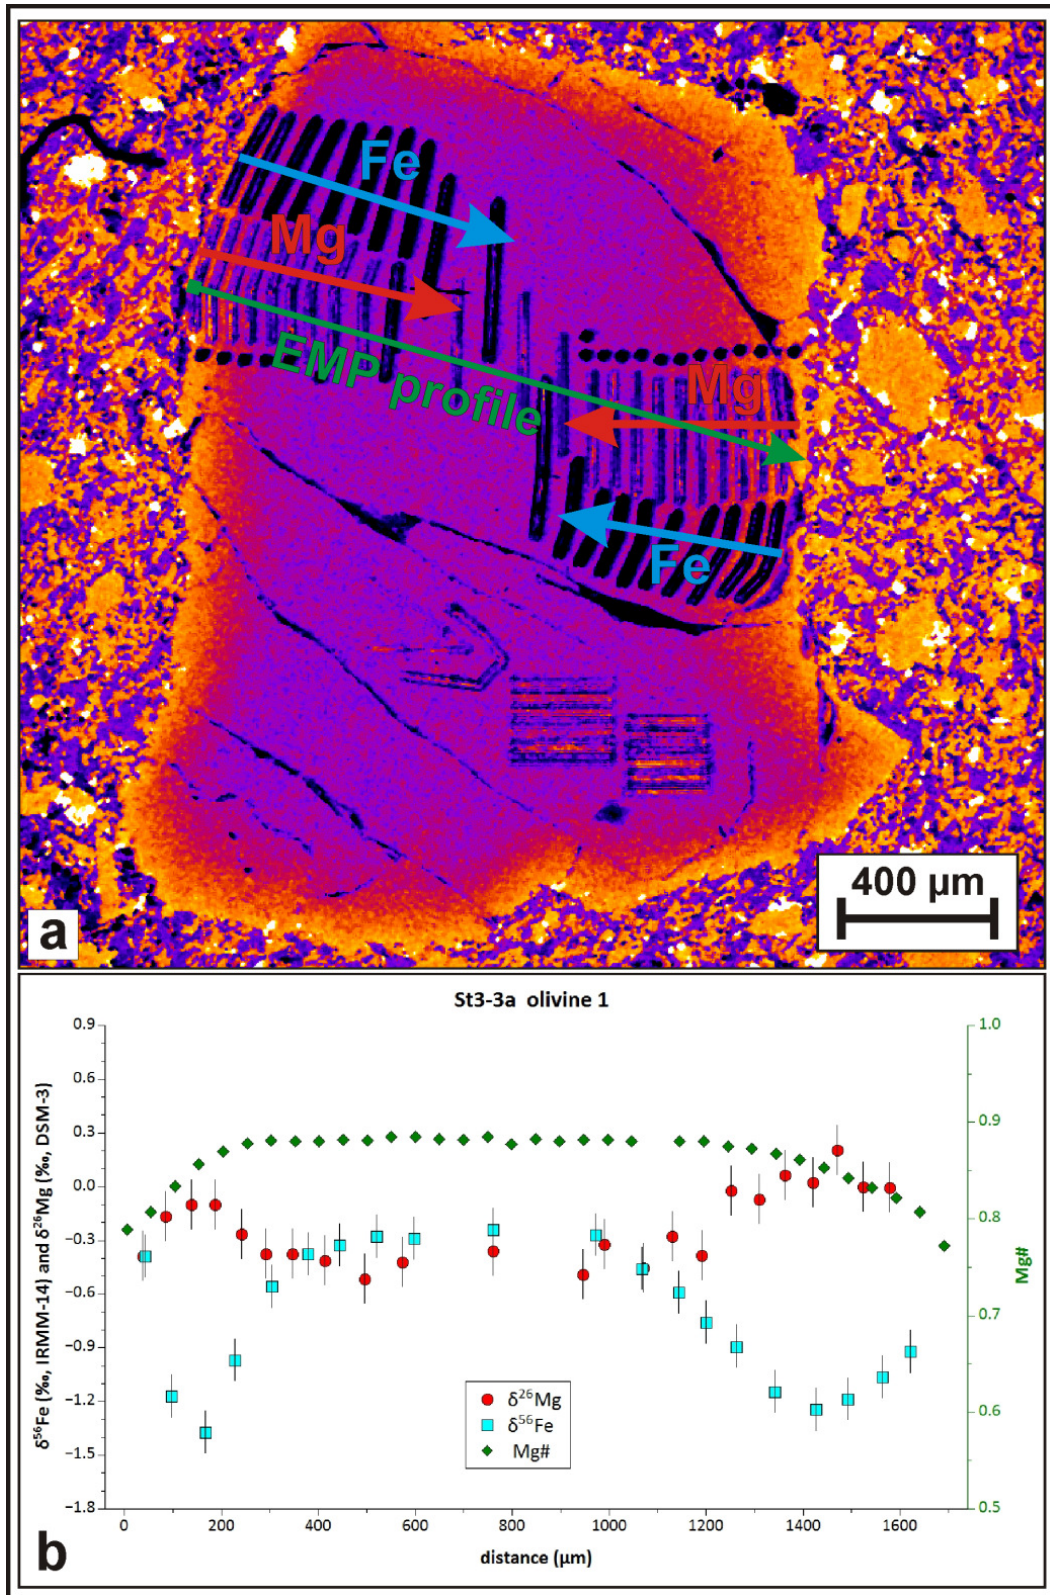 Fe
Mg
EMP profile
Mg
Fe
400 µm
a
St3-3a olivine 1
0.9
0.6
0.3
0.0
−0.3
−0.6
−0.9
−1.2
−1.5
−1.8
δ⁵⁶Fe (‰, IRMM-14) and δ²⁶Mg (‰, DSM-3)
1.0
0.9
0.8
0.7
0.6
0.5
Mg#
δ²⁶Mg
δ⁵⁶Fe
Mg#
0 200 400 600 800 1000 1200 1400 1600
distance (µm)
b